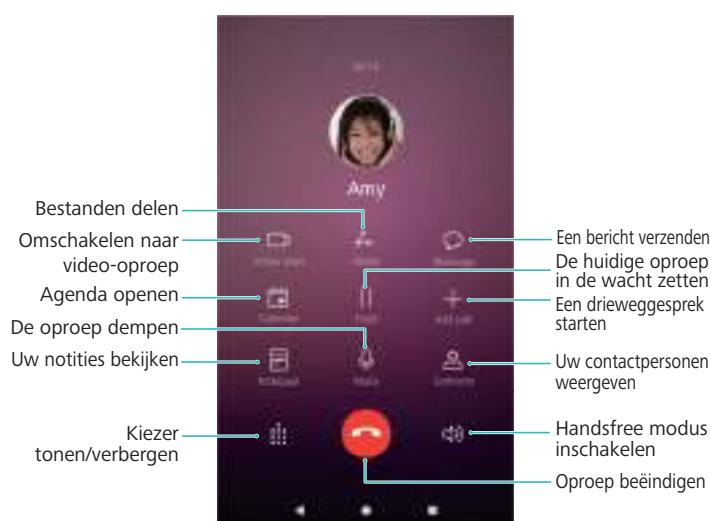 Amy
Bestanden delen
Omschakelen naar
video-oproep
Agenda openen
De oproep dempen
Uw notities bekijken
Kiezer
tonen/verbergen
Een bericht verzenden
De huidige oproep
in de wacht zetten
Een drieweggesprek
starten
Uw contactpersonen
weergeven
Handsfree modus
inschakelen
Oproep beëindigen